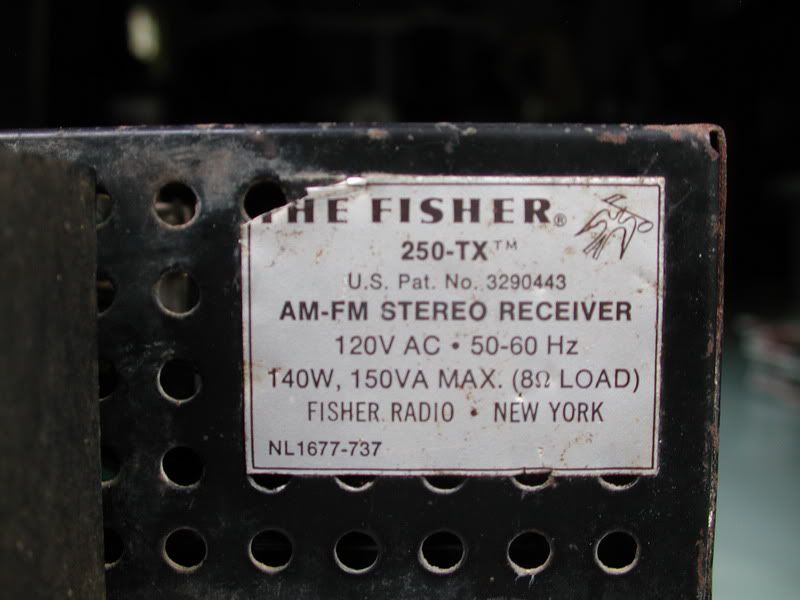 THE FISHER®
250-TX™
U.S. Pat. No. 3290443
AM-FM STEREO RECEIVER
120V AC • 50-60 Hz
140W, 150VA MAX. (8Ω LOAD)
FISHER RADIO • NEW YORK
NL1677-737